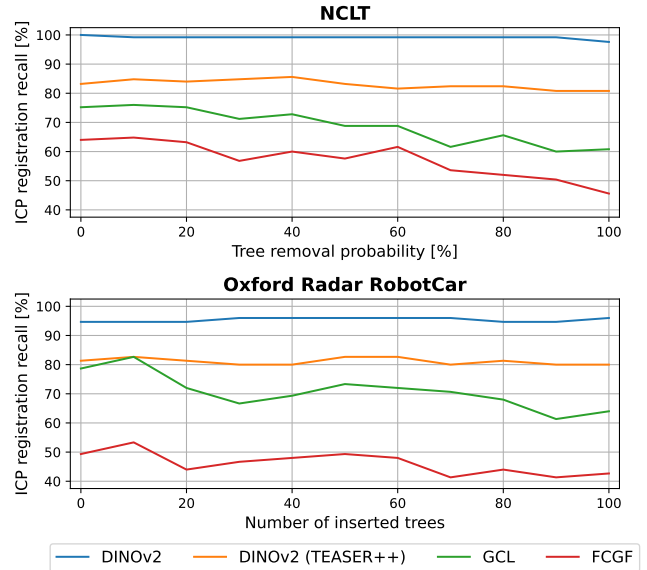 NCLT
ICP registration recall [%]
100
90
80
70
60
50
40
0 20 40 60 80 100
Tree removal probability [%]
Oxford Radar RobotCar
ICP registration recall [%]
100
90
80
70
60
50
40
0 20 40 60 80 100
Number of inserted trees
DINOv2 DINOv2 (TEASER++) GCL FCGF